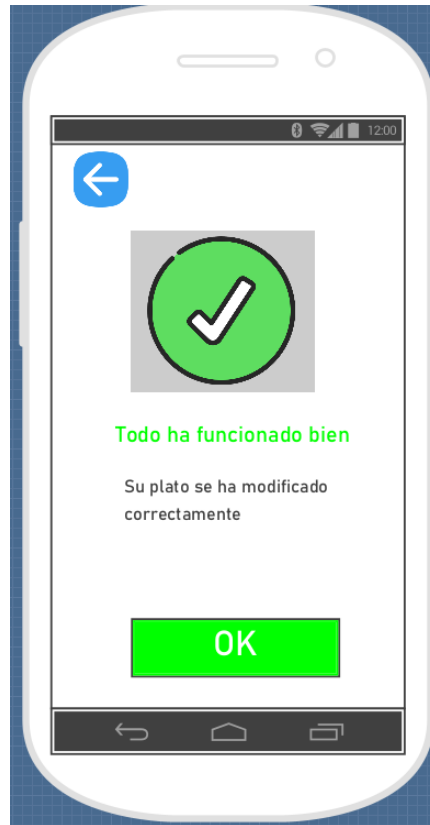 12:00
Todo ha funcionado bien
Su plato se ha modificado
correctamente
OK